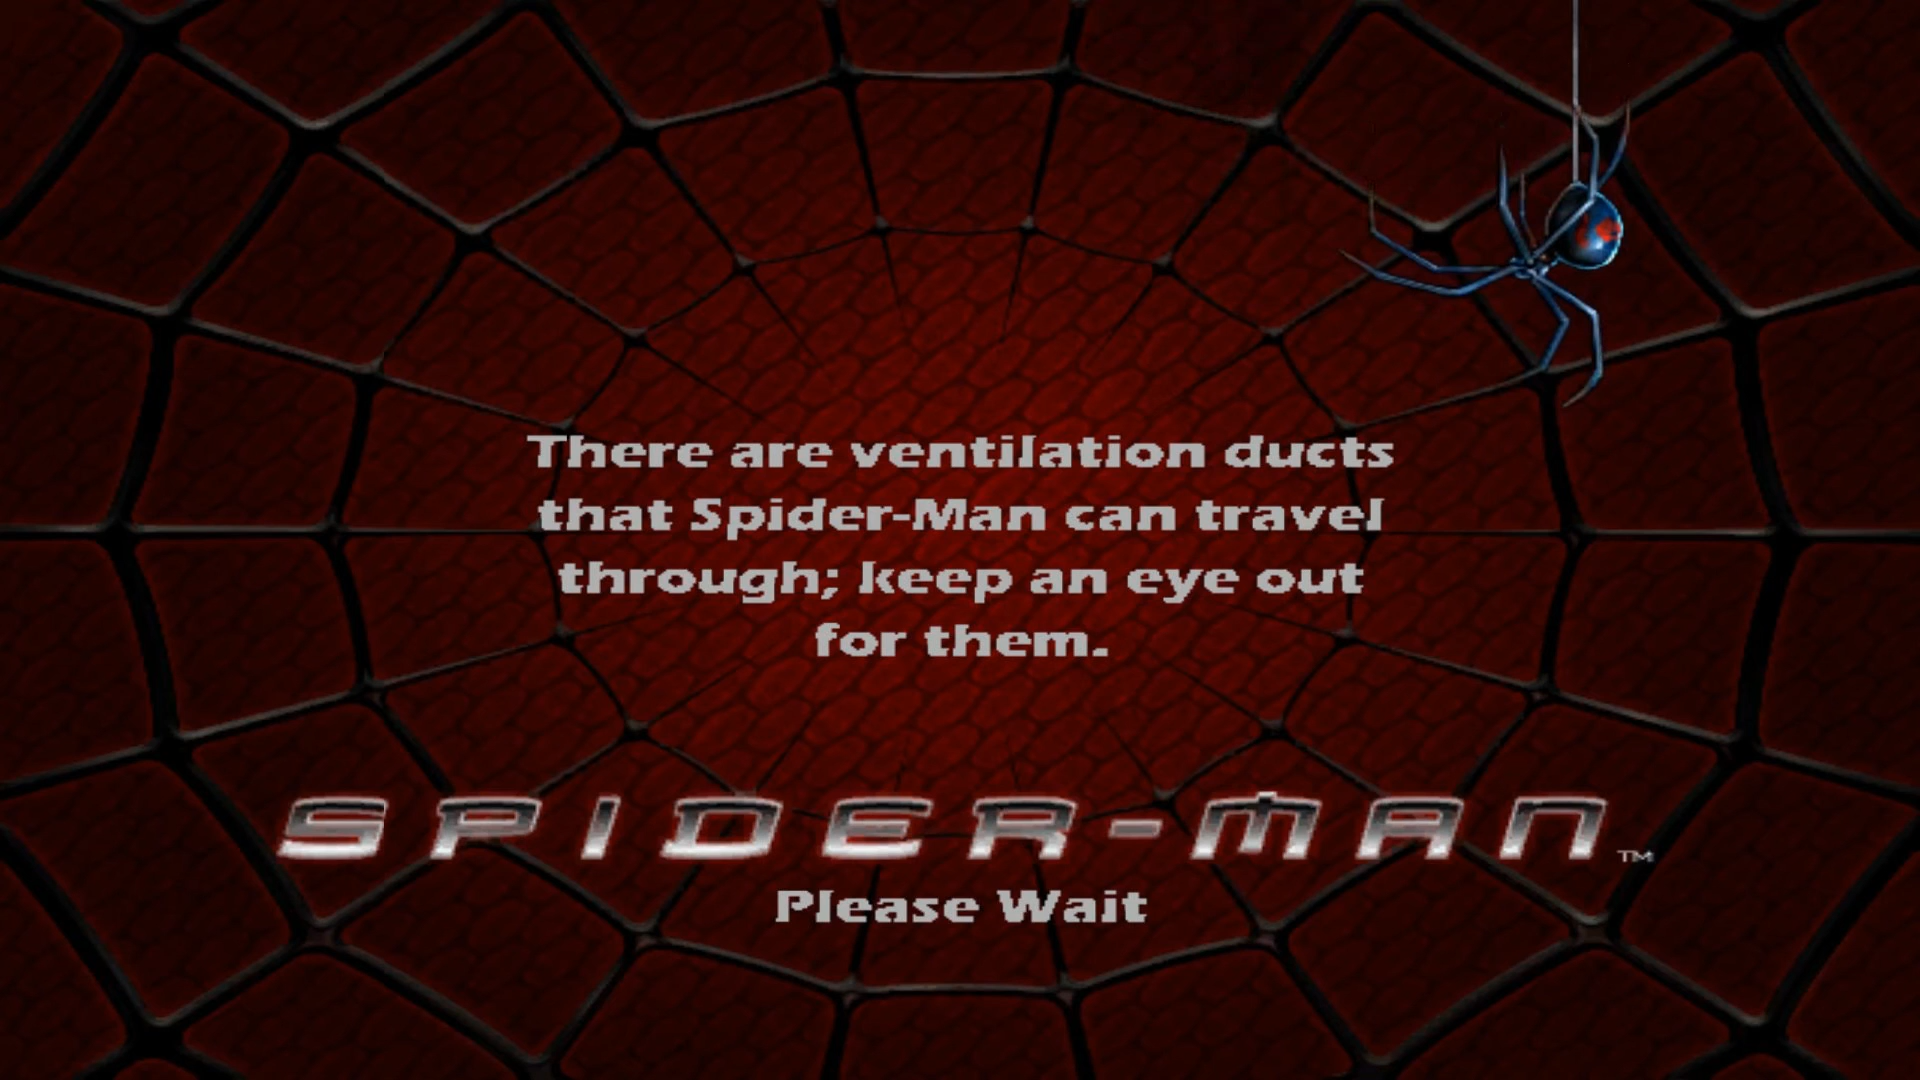 There are ventilation ducts
that Spider-Man can travel
through; keep an eye out
for them.
SPIDER-MAN™
Please Wait